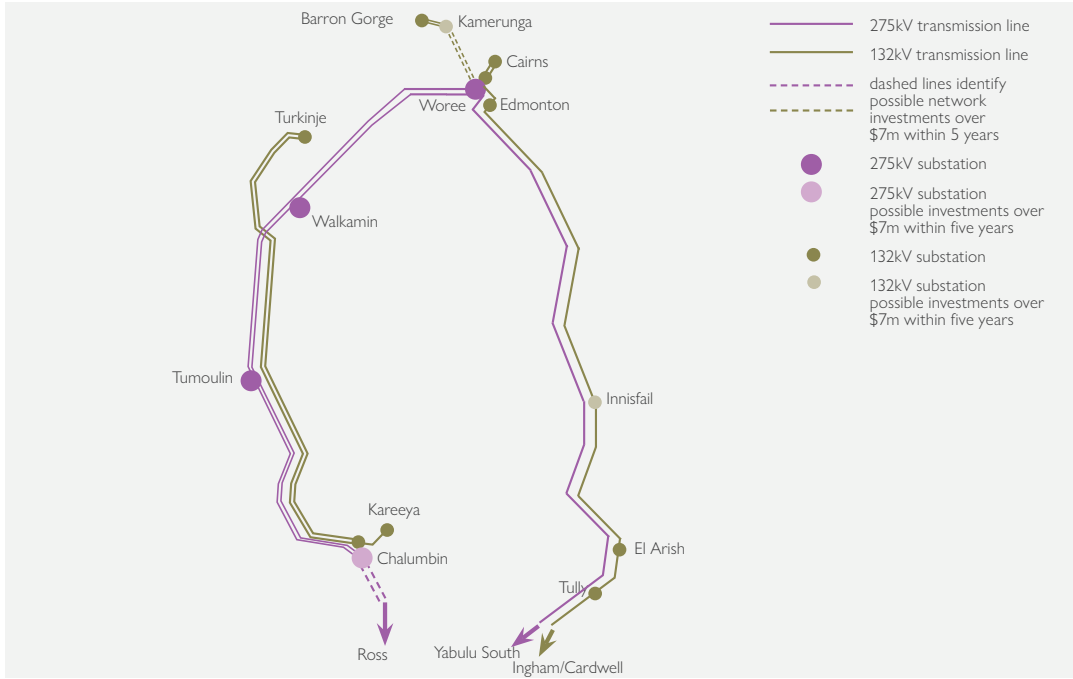 Barron Gorge
Kamerunga
Cairns
Woree
Edmonton
Turkinje
Walkamin
Tumoulin
Innisfail
Kareeya
Chalumbin
El Arish
Tully
Ross
Yabulu South
Ingham/Cardwell
275kV transmission line
132kV transmission line
dashed lines identify
possible network
investments over
$7m within 5 years
275kV substation
275kV substation
possible investments over
$7m within five years
132kV substation
132kV substation
possible investments over
$7m within five years